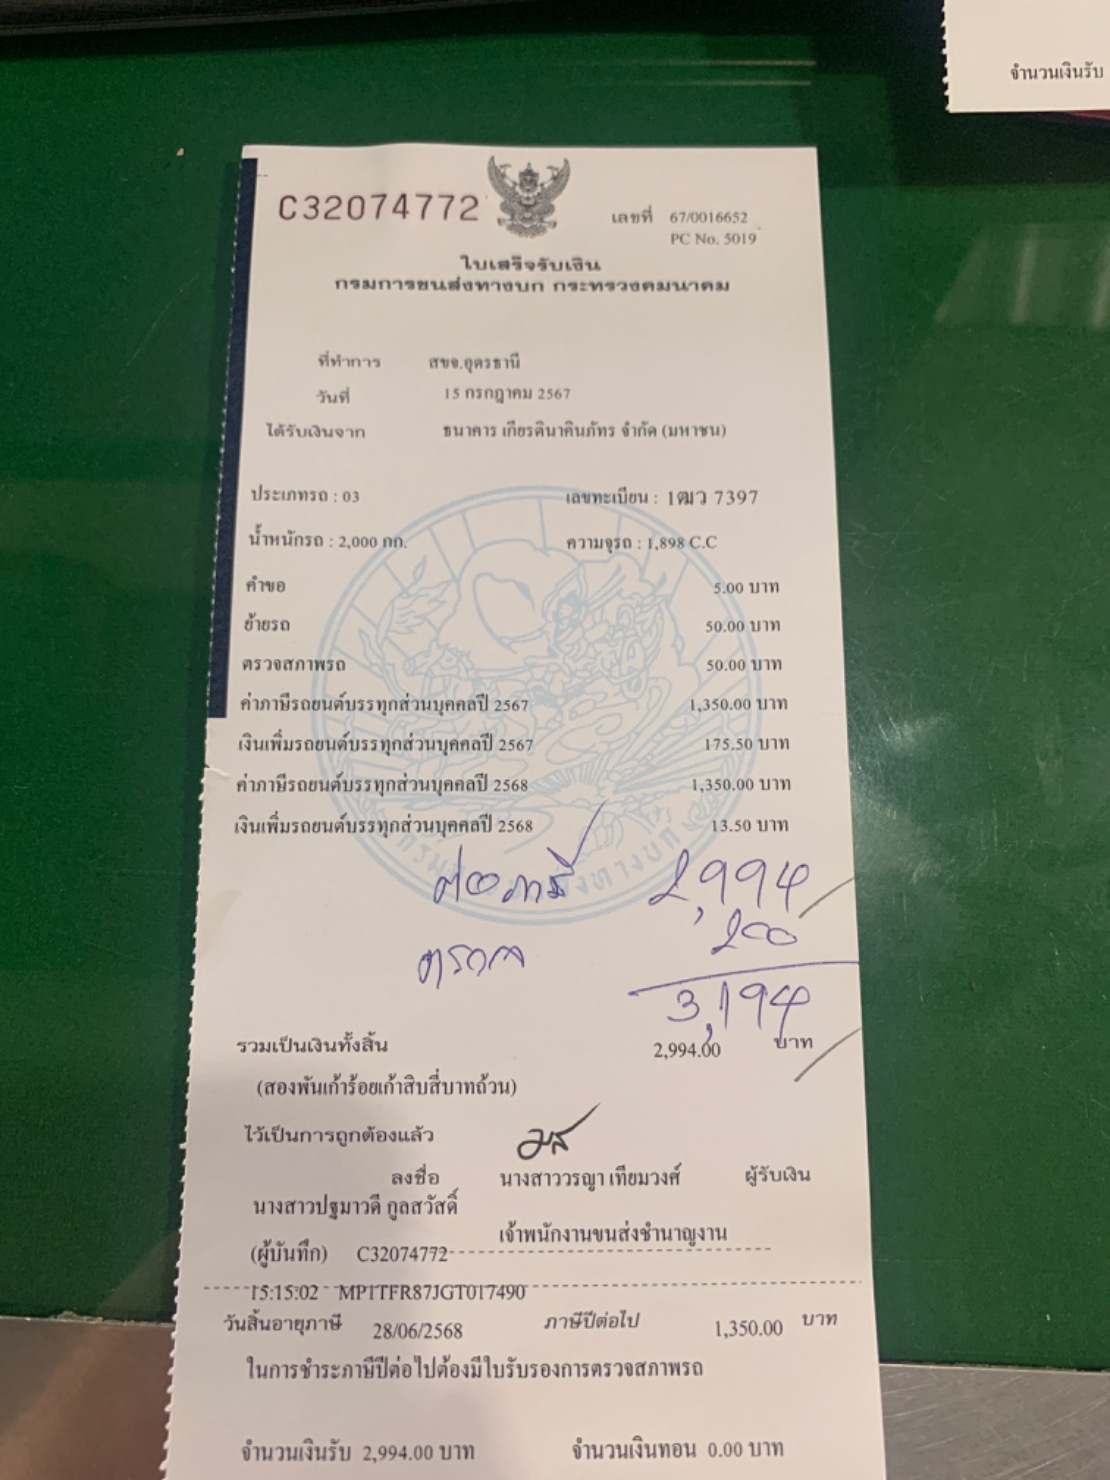 จำนวนเงินรับ
C32074772
เลขที่ 67/0016652
PC No. 5019
ใบเสร็จรับเงิน
กรมการขนส่งทางบก กระทรวงคมนาคม
ที่ทำการ สขจ.อุดรธานี
วันที่ 15 กรกฎาคม 2567
ได้รับเงินจาก ธนาคาร เกียรตินาคินภัทร จำกัด (มหาชน)
ประเภทรถ : 03 เลขทะเบียน : 1ฒว 7397
น้ำหนักรถ : 2,000 กก. ความจุรถ : 1,898 C.C
คำขอ 5.00 บาท
ย้ายรถ 50.00 บาท
ตรวจสภาพรถ 50.00 บาท
ค่าภาษีรถยนต์บรรทุกส่วนบุคคลปี 2567 1,350.00 บาท
เงินเพิ่มรถยนต์บรรทุกส่วนบุคคลปี 2567 175.50 บาท
ค่าภาษีรถยนต์บรรทุกส่วนบุคคลปี 2568 1,350.00 บาท
เงินเพิ่มรถยนต์บรรทุกส่วนบุคคลปี 2568 13.50 บาท
2,994
ตรวจ 200
3,194
รวมเป็นเงินทั้งสิ้น 2,994.00 บาท
(สองพันเก้าร้อยเก้าสิบสี่บาทถ้วน)
ไว้เป็นการถูกต้องแล้ว
ลงชื่อ นางสาววรญา เทียมวงศ์ ผู้รับเงิน
นางสาวปฐมาวดี กูลสวัสดิ์
เจ้าพนักงานขนส่งชำนาญงาน
(ผู้บันทึก) C32074772
15:15:02 MP1TFR87JGT017490
วันสิ้นอายุภาษี 28/06/2568 ภาษีปีต่อไป 1,350.00 บาท
ในการชำระภาษีปีต่อไปต้องมีใบรับรองการตรวจสภาพรถ
จำนวนเงินรับ 2,994.00 บาท จำนวนเงินทอน 0.00 บาท